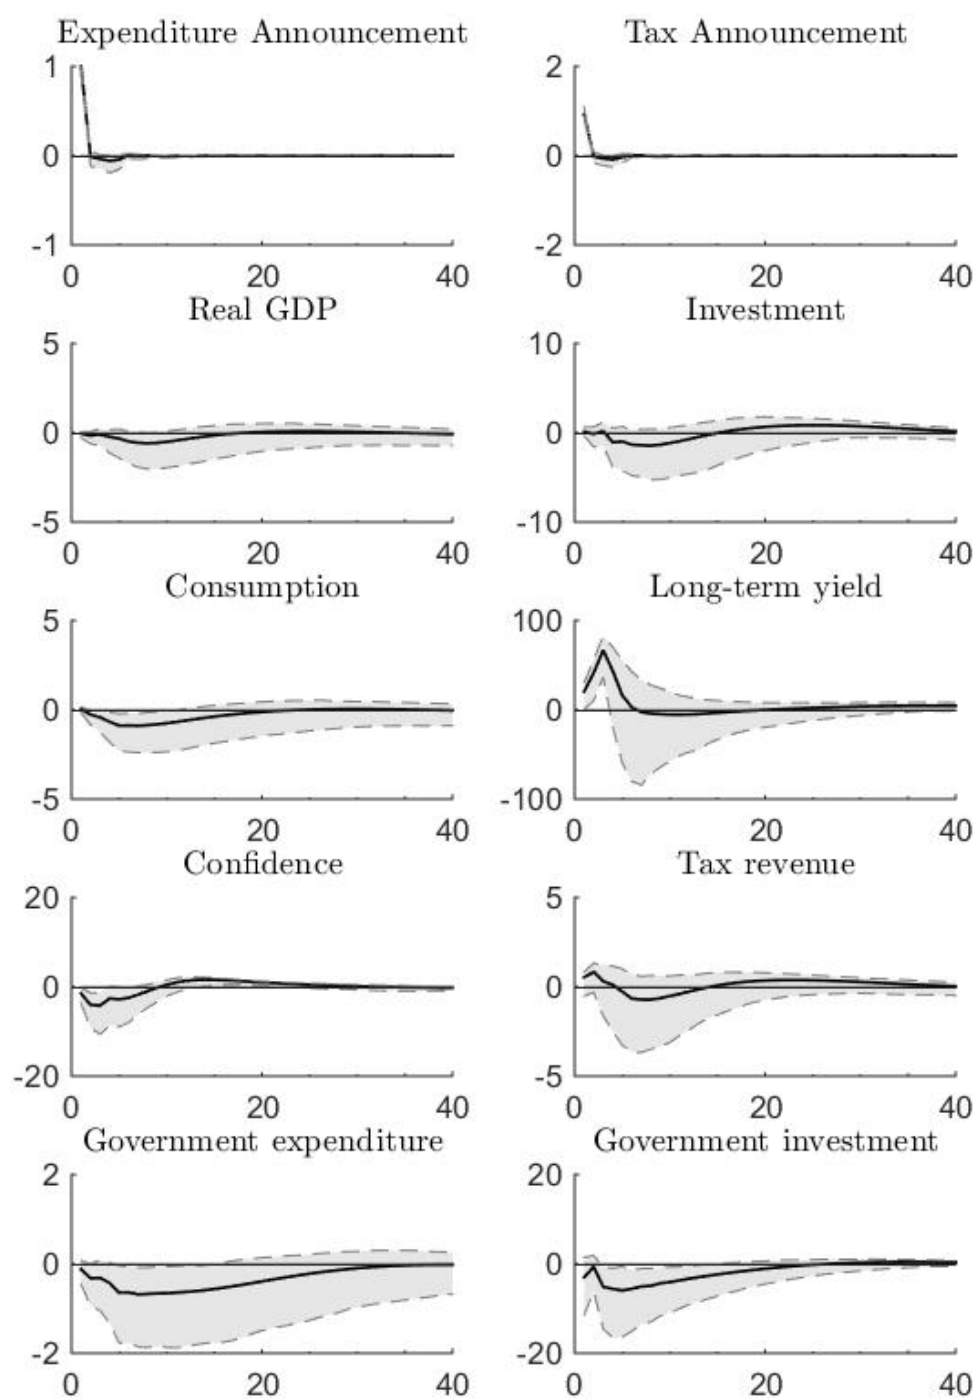 Expenditure Announcement Tax Announcement
1 2
0 0
-1 -2
0 20 40 0 20 40
Real GDP Investment
5 10
0 0
-5 -10
0 20 40 0 20 40
Consumption Long-term yield
5 100
0 0
-5 -100
0 20 40 0 20 40
Confidence Tax revenue
20 5
0 0
-20 -5
0 20 40 0 20 40
Government expenditure Government investment
2 20
0 0
-2 -20
0 20 40 0 20 40